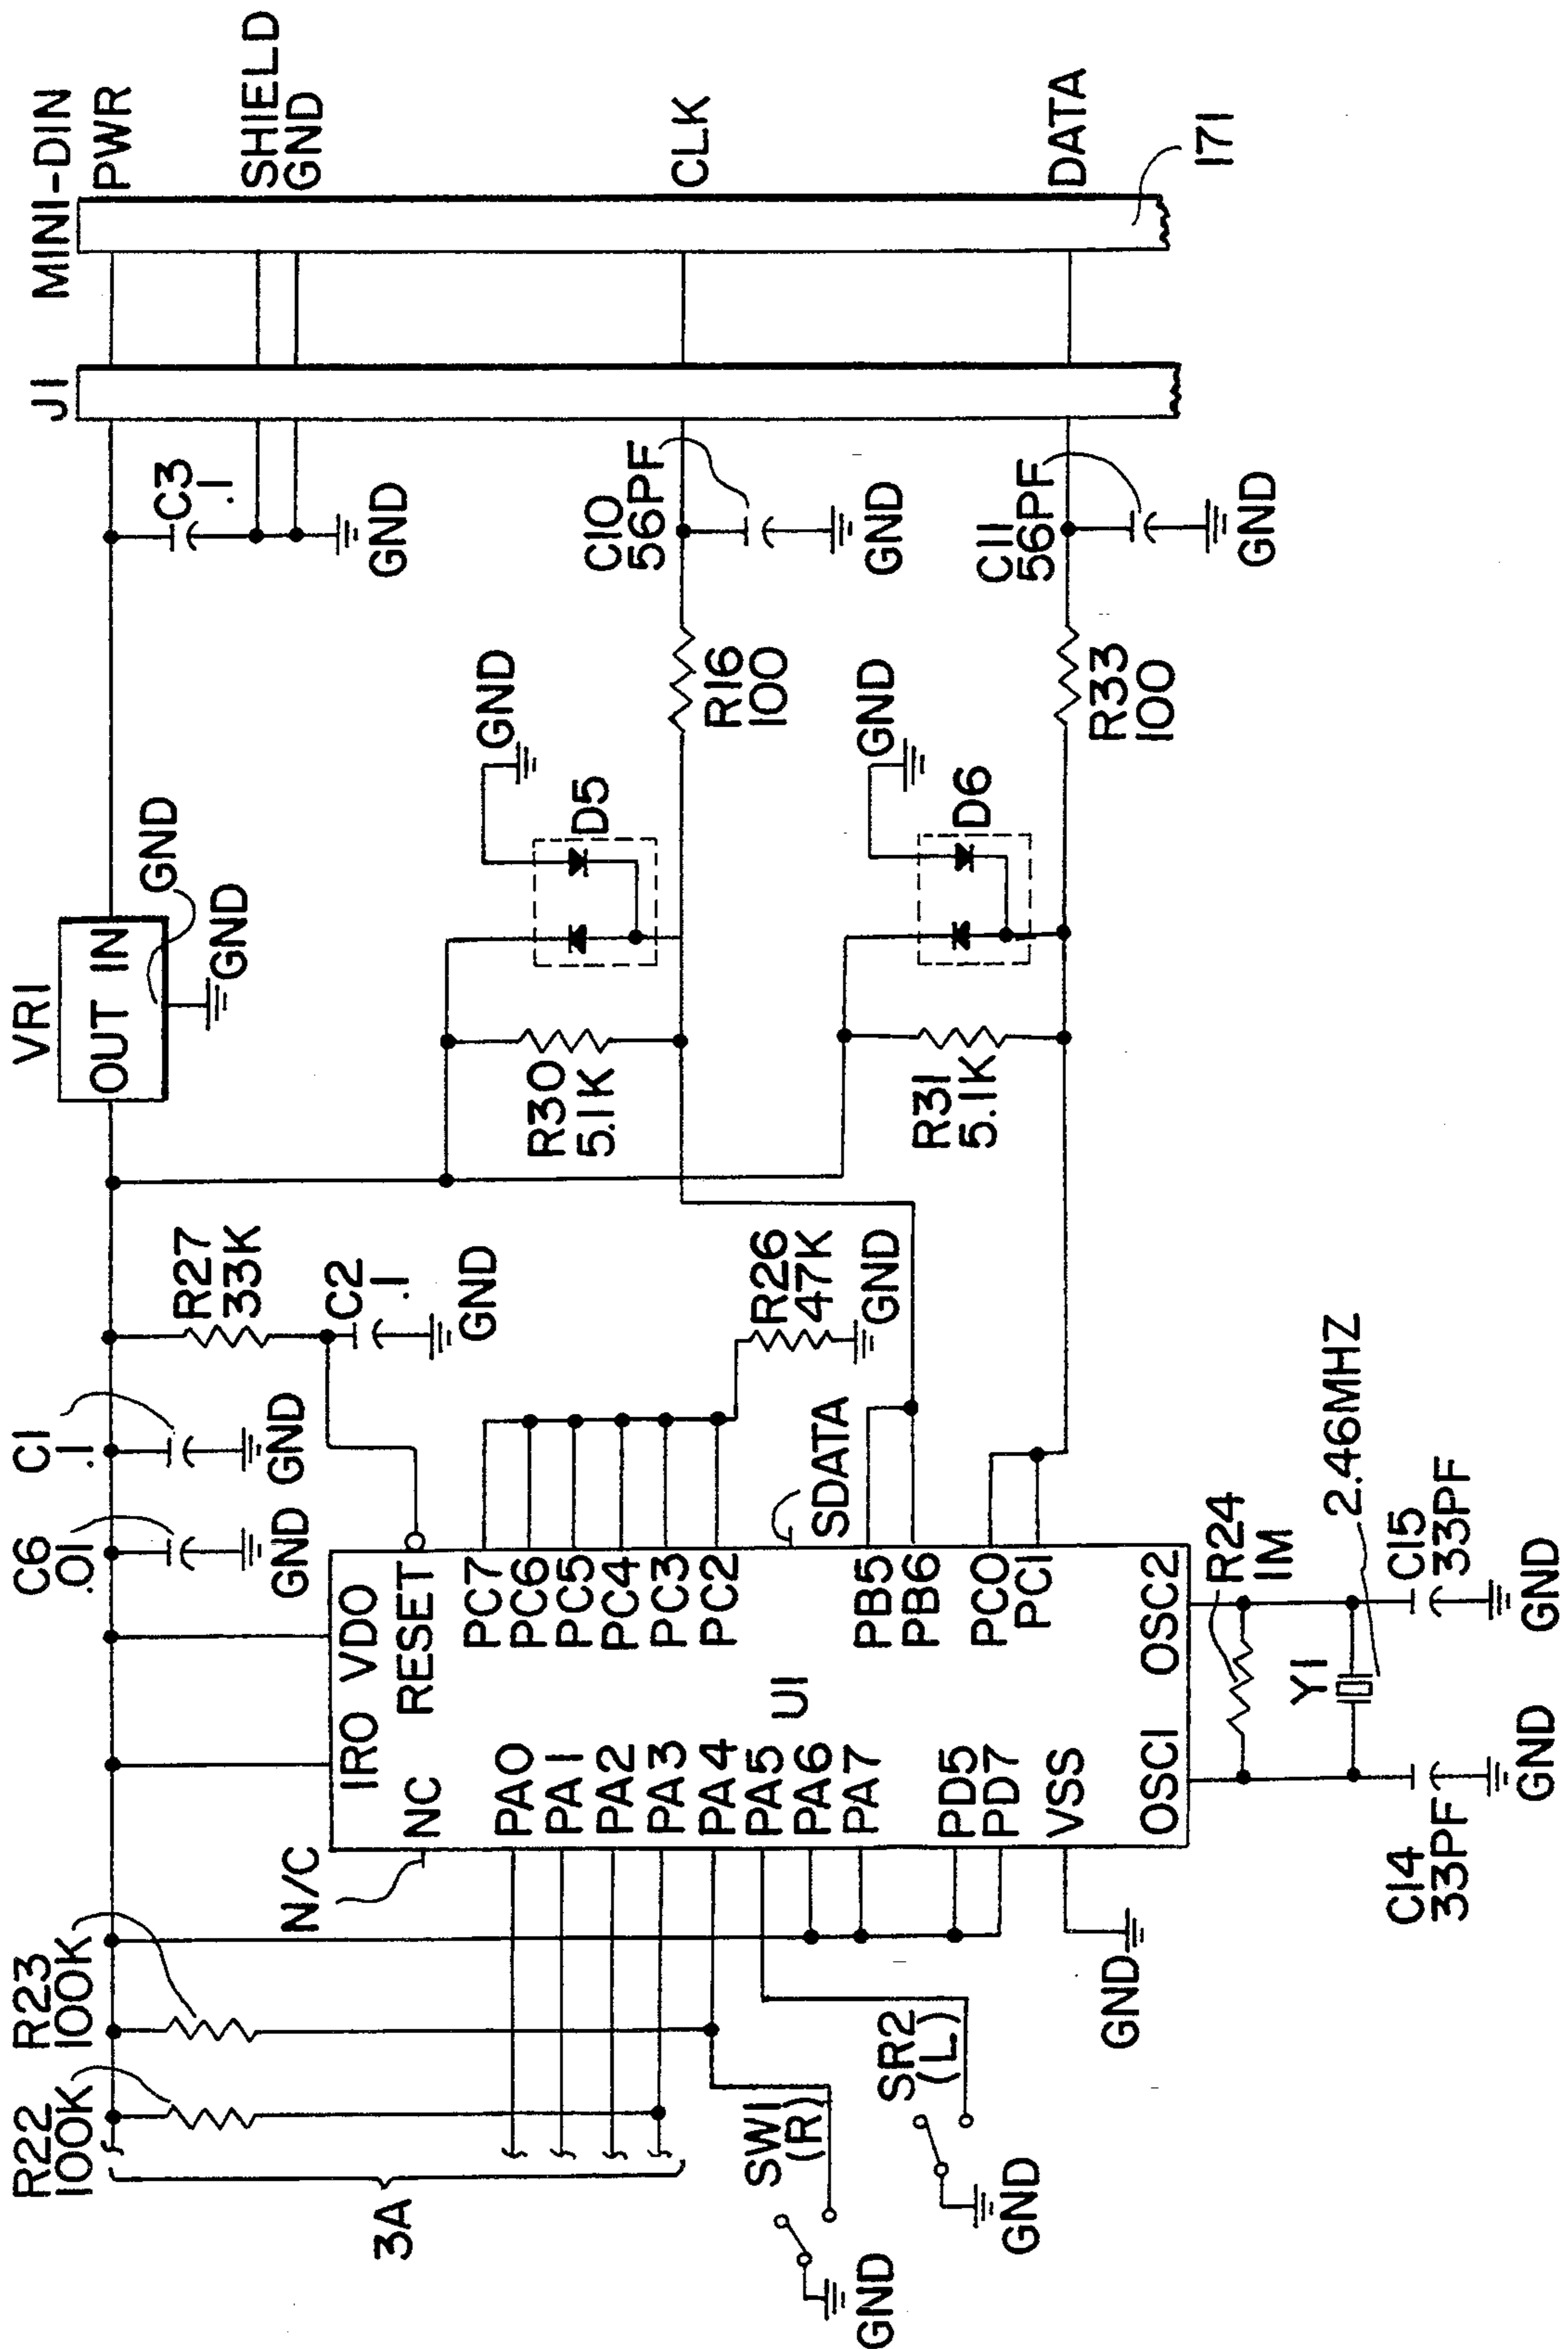 MINI-DIN
PWR
SHIELD
GND
CLK
DATA
171
J1
C3
.1
GND
C10
56PF
GND
C11
56PF
GND
R16
100
R33
100
GND
D5
GND
D6
VR1
OUT IN
GND
GND
R30
5.1K
R31
5.1K
R27
33K
C2
.1
GND
R26
47K
GND
C1
.1
GND
C6
.01
GND
SDATA
2.46MHZ
IRO VDO
RESET
NC
PC7
PC6
PC5
PC4
PC3
PC2
PB5
PB6
PC0
PC1
U1
PA0
PA1
PA2
PA3
PA4
PA5
PA6
PA7
PD5
PD7
VSS
OSC1 OSC2
R24
1M
Y1
C15
33PF
GND
C14
33PF
GND
N/C
R23
100K
R22
100K
3A
SW1
(R)
GND
SR2
(L)
GND
GND